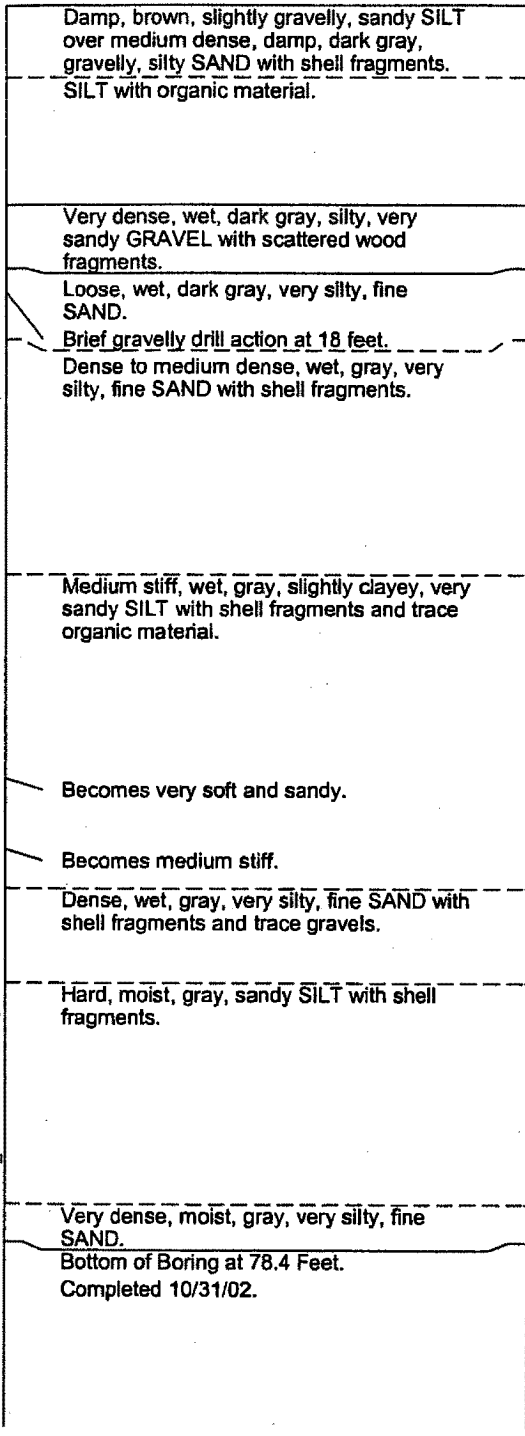 Damp, brown, slightly gravelly, sandy SILT
over medium dense, damp, dark gray,
gravelly, silty SAND with shell fragments.
SILT with organic material.
Very dense, wet, dark gray, silty, very
sandy GRAVEL with scattered wood
fragments.
Loose, wet, dark gray, very silty, fine
SAND.
Brief gravelly drill action at 18 feet.
Dense to medium dense, wet, gray, very
silty, fine SAND with shell fragments.
Medium stiff, wet, gray, slightly clayey, very
sandy SILT with shell fragments and trace
organic material.
Becomes very soft and sandy.
Becomes medium stiff.
Dense, wet, gray, very silty, fine SAND with
shell fragments and trace gravels.
Hard, moist, gray, sandy SILT with shell
fragments.
Very dense, moist, gray, very silty, fine
SAND.
Bottom of Boring at 78.4 Feet.
Completed 10/31/02.